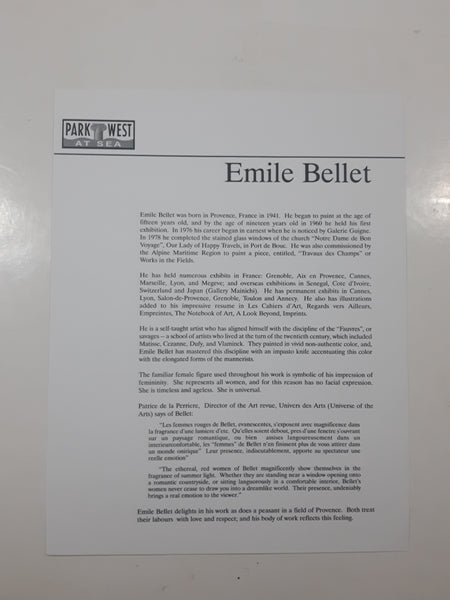 PARK WEST
AT SEA
Emile Bellet
Emile Bellet was born in Provence, France in 1941. He began to paint at the age of
fifteen years old, and by the age of nineteen years old in 1960 he held his first
exhibition. In 1976 his career began in earnest when he is noticed by Galerie Guigne.
In 1978 he completed the stained glass windows of the church "Notre Dame de Bon
Voyage", Our Lady of Happy Travels, in Port de Bouc. He was also commissioned by
the Alpine Maritime Region to paint a piece, entitled, "Travaux des Champs" or
Works in the Fields.
He has held numerous exhibits in France: Grenoble, Aix en Provence, Cannes,
Marseille, Lyon, and Megeve; and overseas exhibitions in Senegal, Cote d'Ivoire,
Switzerland and Japan (Gallery Mainichi). He has permanent exhibits in Cannes,
Lyon, Salon-de-Provence, Grenoble, Toulon and Annecy. He also has illustrations
added to his impressive resume in Les Cahiers d'Art, Regards vers Ailleurs,
Empreintes, The Notebook of Art, A Look Beyond, Imprints.
He is a self-taught artist who has aligned himself with the discipline of the "Fauves", or
savages—a school of artists who lived at the turn of the twentieth century, which included
Matisse, Cezanne, Dufy, and Vlaminck. They painted in vivid non-authentic color, and,
Emile Bellet has mastered this discipline with an impasto knife accentuating this color
with the elongated forms of the mannerists.
The familiar female figure used throughout his work is symbolic of his impression of
femininity. She represents all women, and for this reason has no facial expression.
She is timeless and ageless. She is universal.
Patrice de la Perriere, Director of the Art revue, Univers des Arts (Universe of the
Arts) says of Bellet:
"Les femmes rouges de Bellet, evanescentes, s'exposent avec magnificence dans
la fragrance d'une lumiere d'ete. Qu'elles soient debout, pres d'une fenetre s'ouvrant
sur un paysage romantique, ou bien assises langoureusement dans un
interieurconfortable, les "femmes" de Bellet n'en finissent plus de vous attirer dans
un monde onirique" Leur presence, indiscutablement, apporte au spectateur une
reelle emotion"
"The ethereal, red women of Bellet magnificently show themselves in the
fragrance of summer light. Whether they are standing near a window opening onto
a romantic countryside, or sitting languorously in a comfortable interior, Bellet's
women never cease to draw you into a dreamlike world. Their presence, undeniably
brings a real emotion to the viewer."
Emile Bellet delights in his work as does a peasant in a field of Provence. Both treat
their labours with love and respect; and his body of work reflects this feeling.